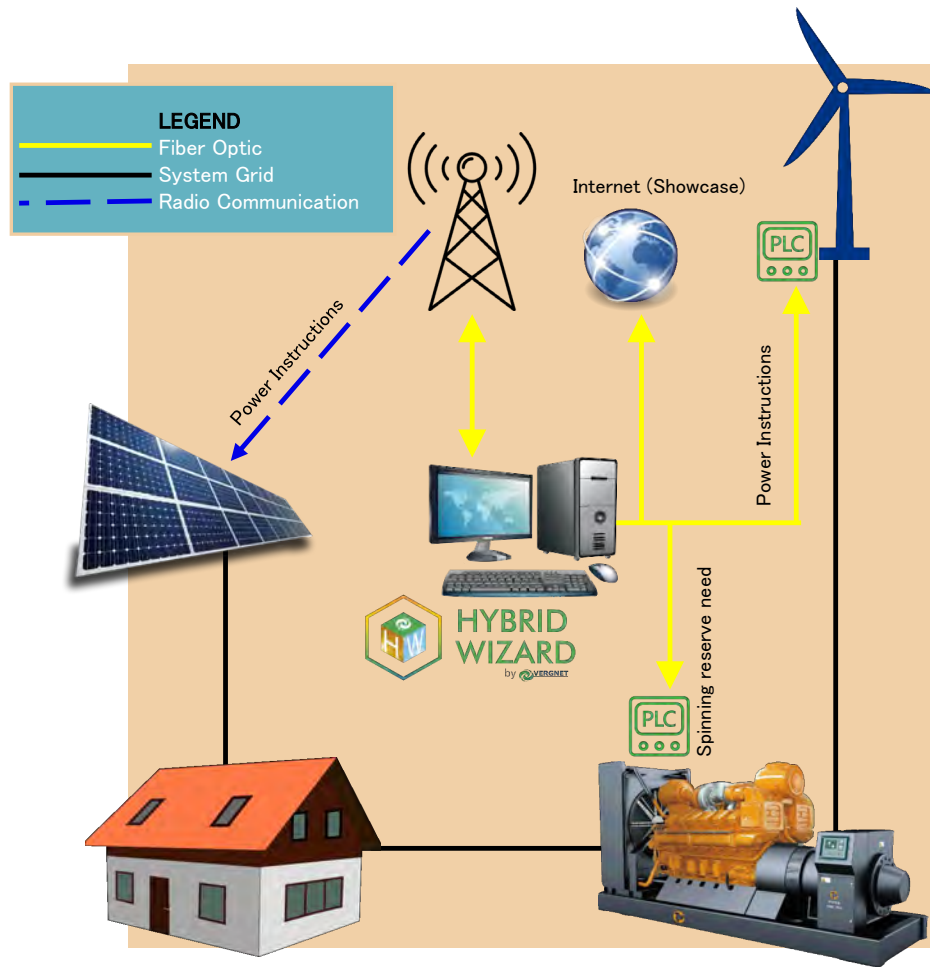 LEGEND
Fiber Optic
System Grid
Radio Communication
Internet (Showcase)
PLC
Power Instructions
Power Instructions
HYBRID
WIZARD
by VERGNET
HW
Spinning reserve need
PLC